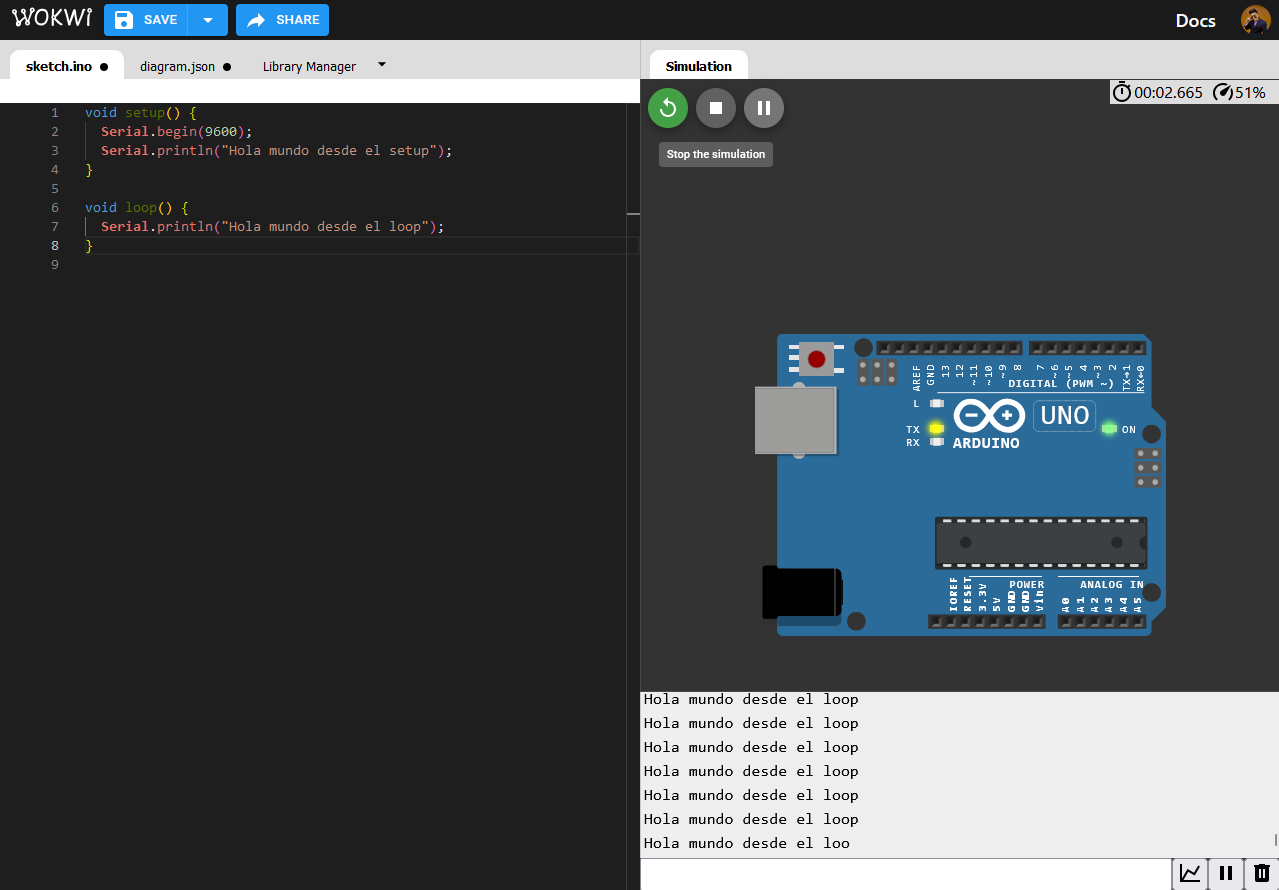 WOKWi
SAVE
SHARE
Docs
sketch.ino
diagram.json
Library Manager
Simulation
00:02.665
51%
Stop the simulation
1 void setup() {
2 Serial.begin(9600);
3 Serial.println("Hola mundo desde el setup");
4 }
5
6 void loop() {
7 Serial.println("Hola mundo desde el loop");
8 }
9
AREF
GND
13
12
~11
~10
~9
8
7
~6
~5
4
~3
2
TX→1
RX←0
DIGITAL (PWM ~)
L
TX
RX
ARDUINO
UNO
ON
POWER
ANALOG IN
IOREF
RESET
3.3V
5V
GND
GND
Vin
A0
A1
A2
A3
A4
A5
Hola mundo desde el loop
Hola mundo desde el loop
Hola mundo desde el loop
Hola mundo desde el loop
Hola mundo desde el loop
Hola mundo desde el loop
Hola mundo desde el loo